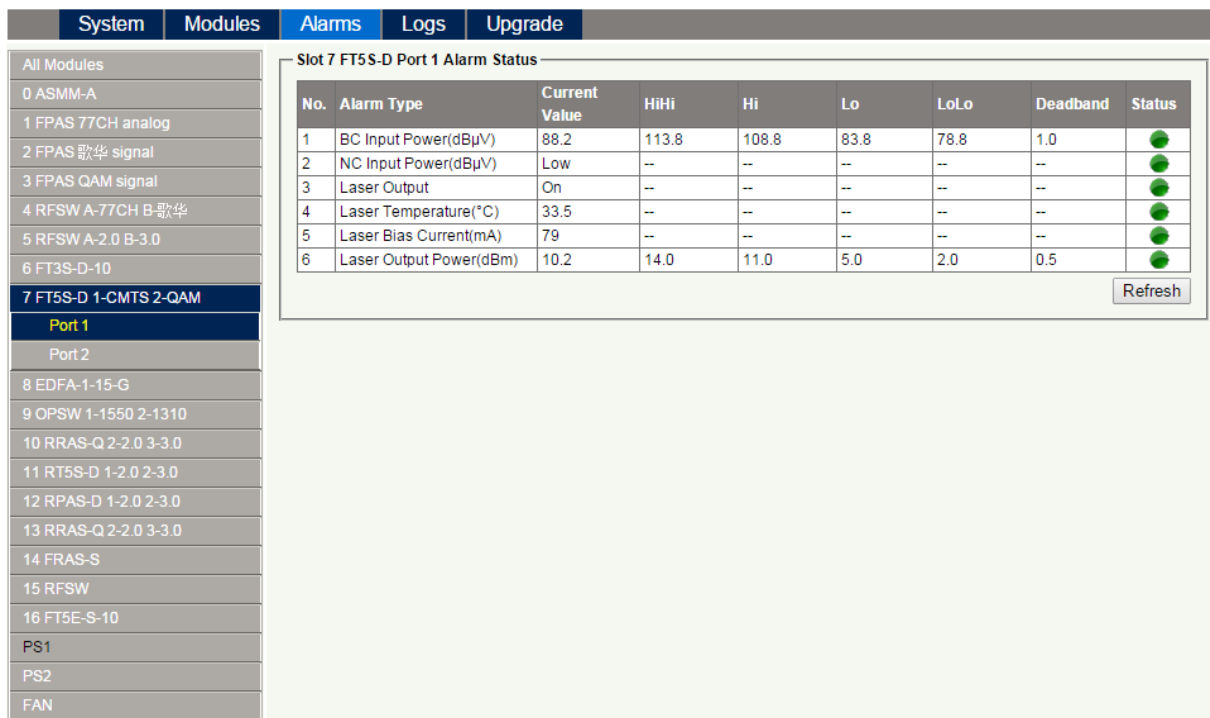 System Modules Alarms Logs Upgrade
All Modules
0 ASMM-A
1 FPAS 77CH analog
2 FPAS 歌华 signal
3 FPAS QAM signal
4 RFSW A-77CH B-歌华
5 RFSW A-2.0 B-3.0
6 FT3S-D-10
7 FT5S-D 1-CMTS 2-QAM
Port 1
Port 2
8 EDFA-1-15-G
9 OPSW 1-1550 2-1310
10 RRAS-Q 2-2.0 3-3.0
11 RT5S-D 1-2.0 2-3.0
12 RPAS-D 1-2.0 2-3.0
13 RRAS-Q 2-2.0 3-3.0
14 FRAS-S
15 RFSW
16 FT5E-S-10
PS1
PS2
FAN
Slot 7 FT5S-D Port 1 Alarm Status
No. Alarm Type Current Value HiHi Hi Lo LoLo Deadband Status
1 BC Input Power(dBµV) 88.2 113.8 108.8 83.8 78.8 1.0
2 NC Input Power(dBµV) Low -- -- -- -- --
3 Laser Output On -- -- -- -- --
4 Laser Temperature(°C) 33.5 -- -- -- -- --
5 Laser Bias Current(mA) 79 -- -- -- -- --
6 Laser Output Power(dBm) 10.2 14.0 11.0 5.0 2.0 0.5
Refresh